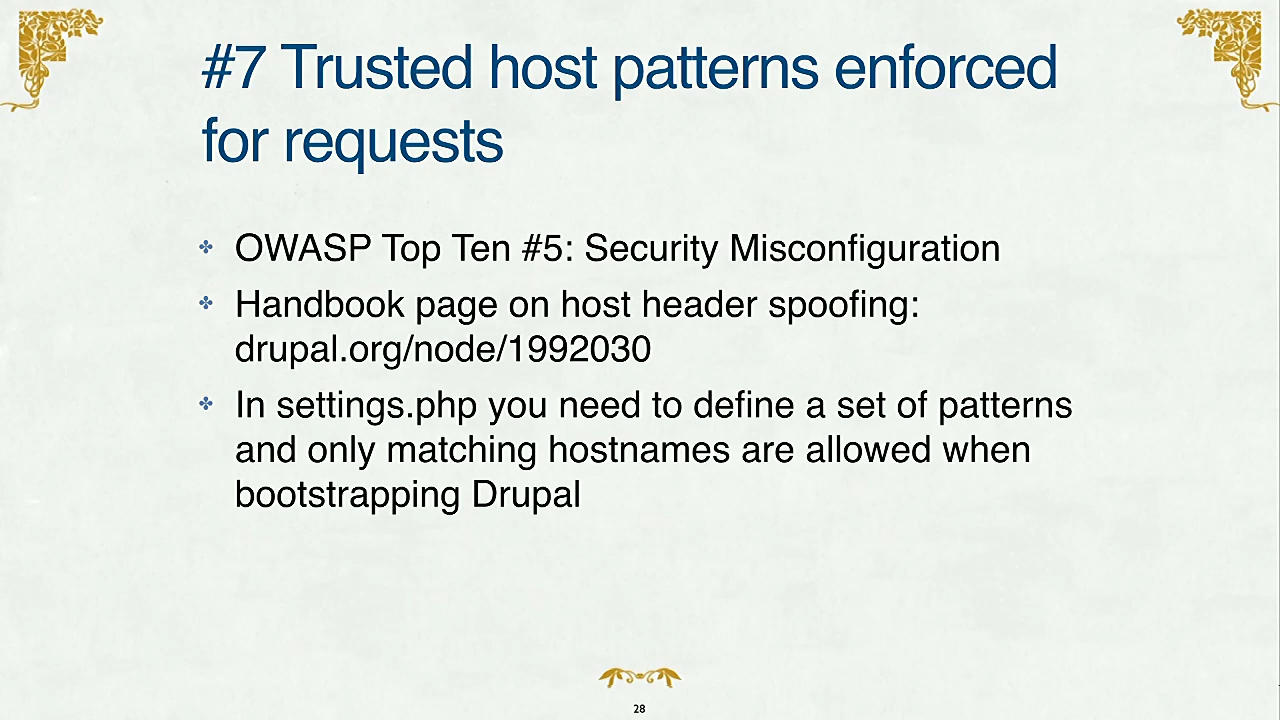 #7 Trusted host patterns enforced
for requests
OWASP Top Ten #5: Security Misconfiguration
Handbook page on host header spoofing:
drupal.org/node/1992030
In settings.php you need to define a set of patterns
and only matching hostnames are allowed when
bootstrapping Drupal
28